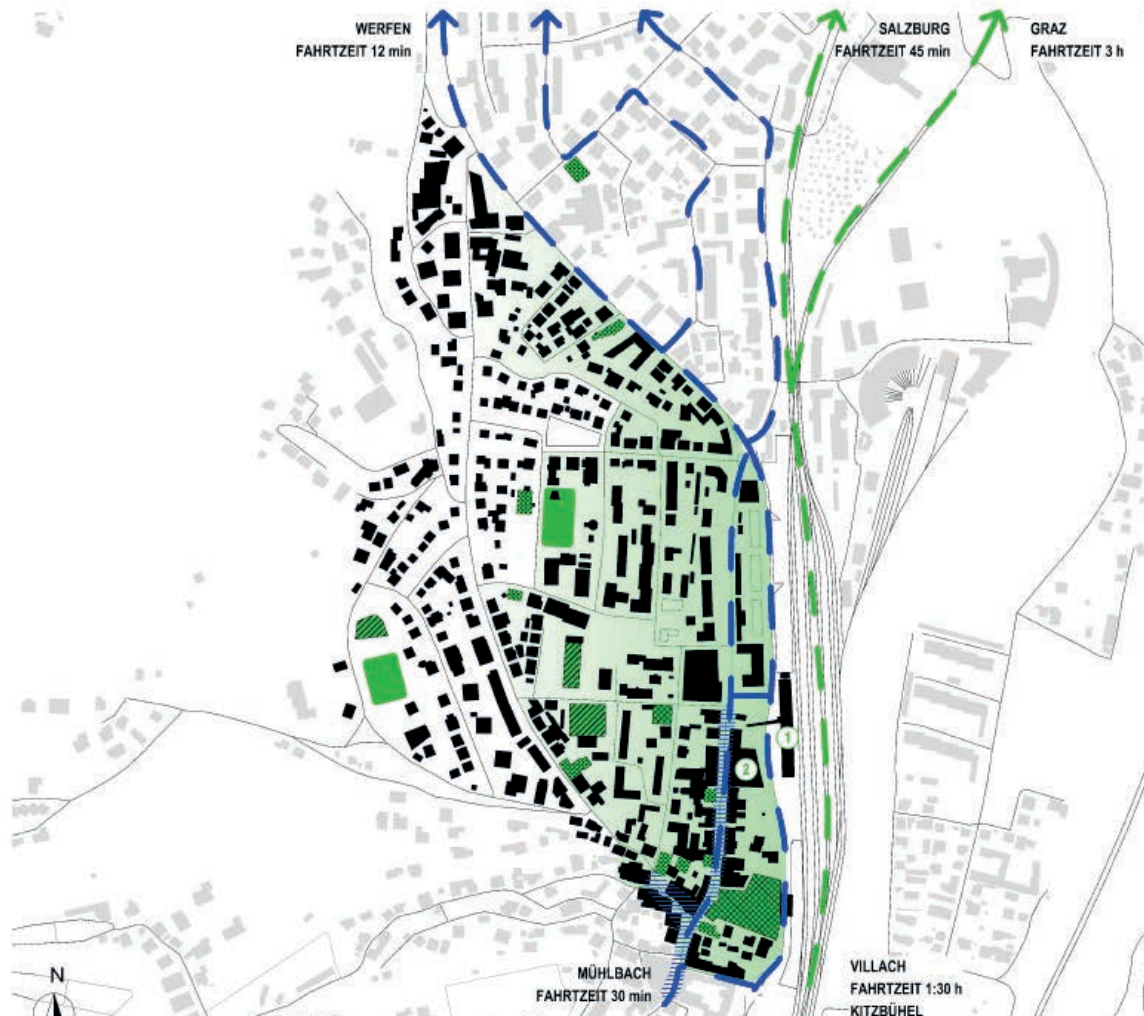 WERFEN
FAHRTZEIT 12 min
SALZBURG
FAHRTZEIT 45 min
GRAZ
FAHRTZEIT 3 h
1
2
N
MÜHLBACH
FAHRTZEIT 30 min
VILLACH
FAHRTZEIT 1:30 h
KITZBÜHEL